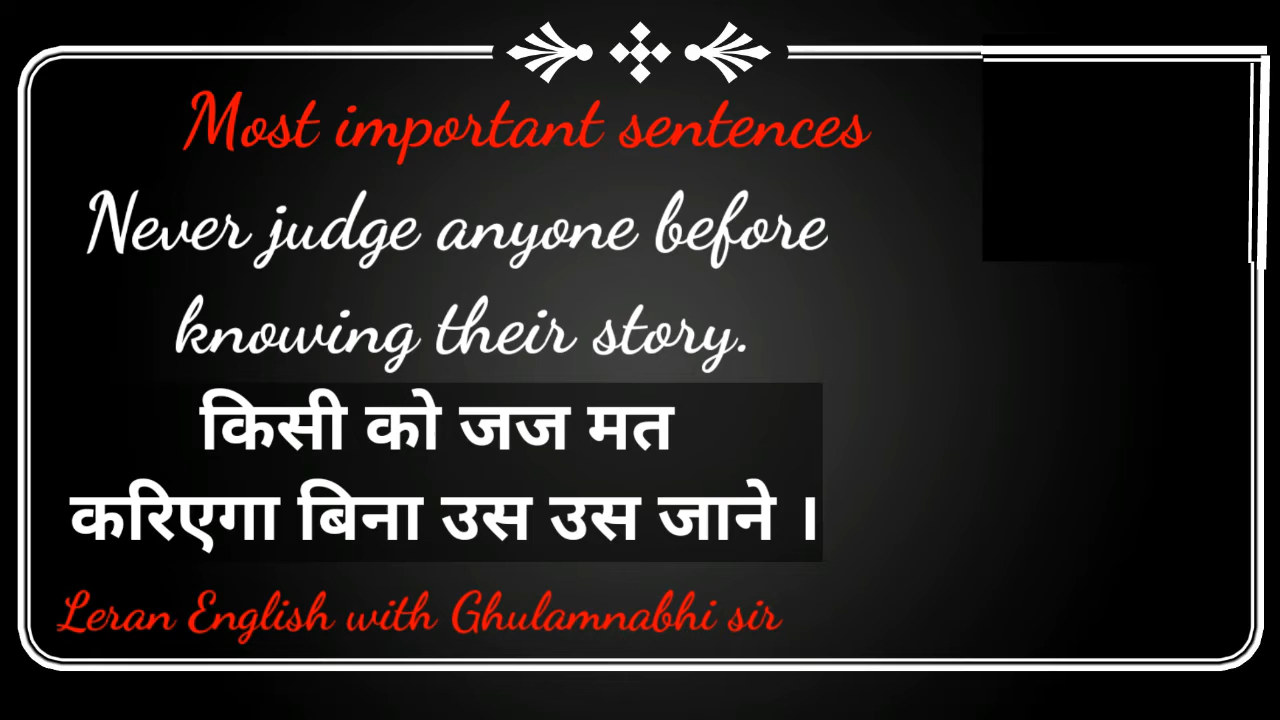 Most important sentences
Never judge anyone before
knowing their story.
किसी को जज मत
करिएगा बिना उस उस जाने ।
Leran English with Ghulamnabhi sir